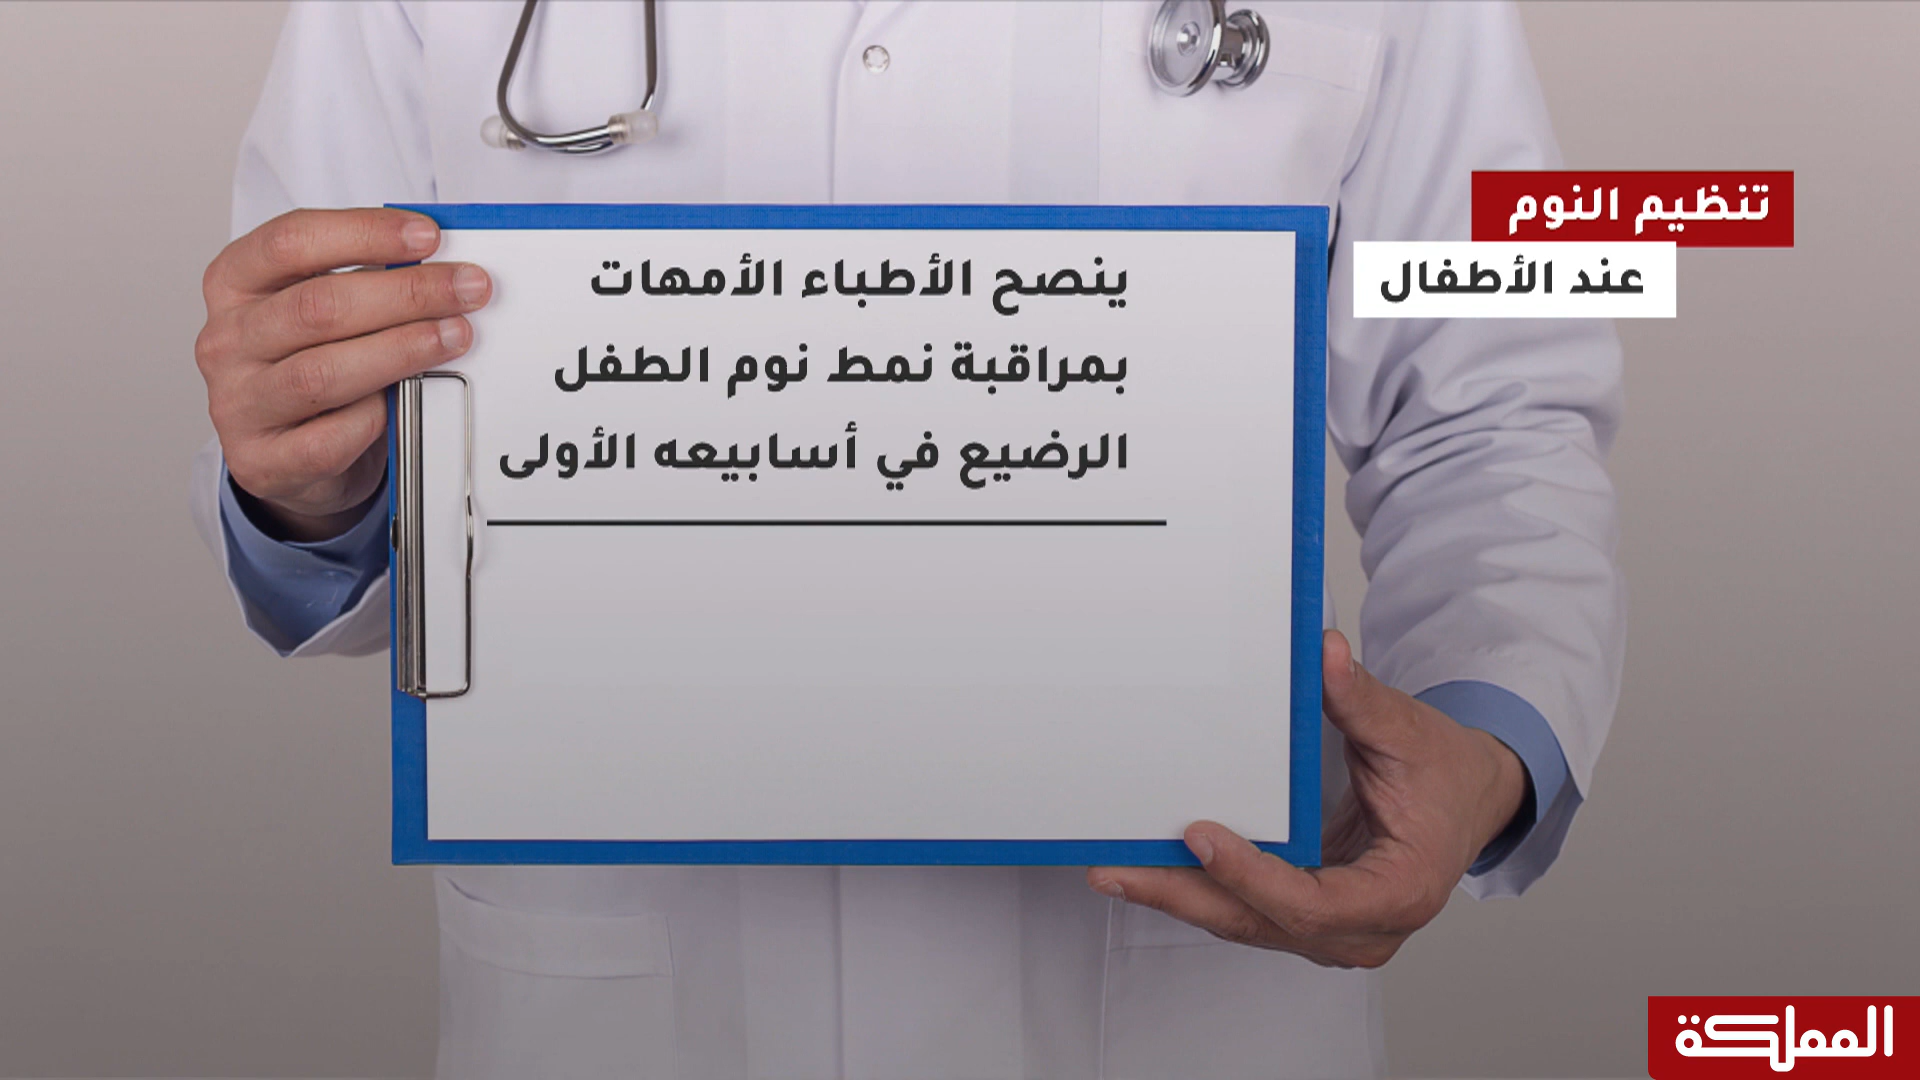 تنظيم النوم
عند الأطفال
ينصح الأطباء الأمهات
بمراقبة نمط نوم الطفل
الرضيع في أسابيعه الأولى
المملكة